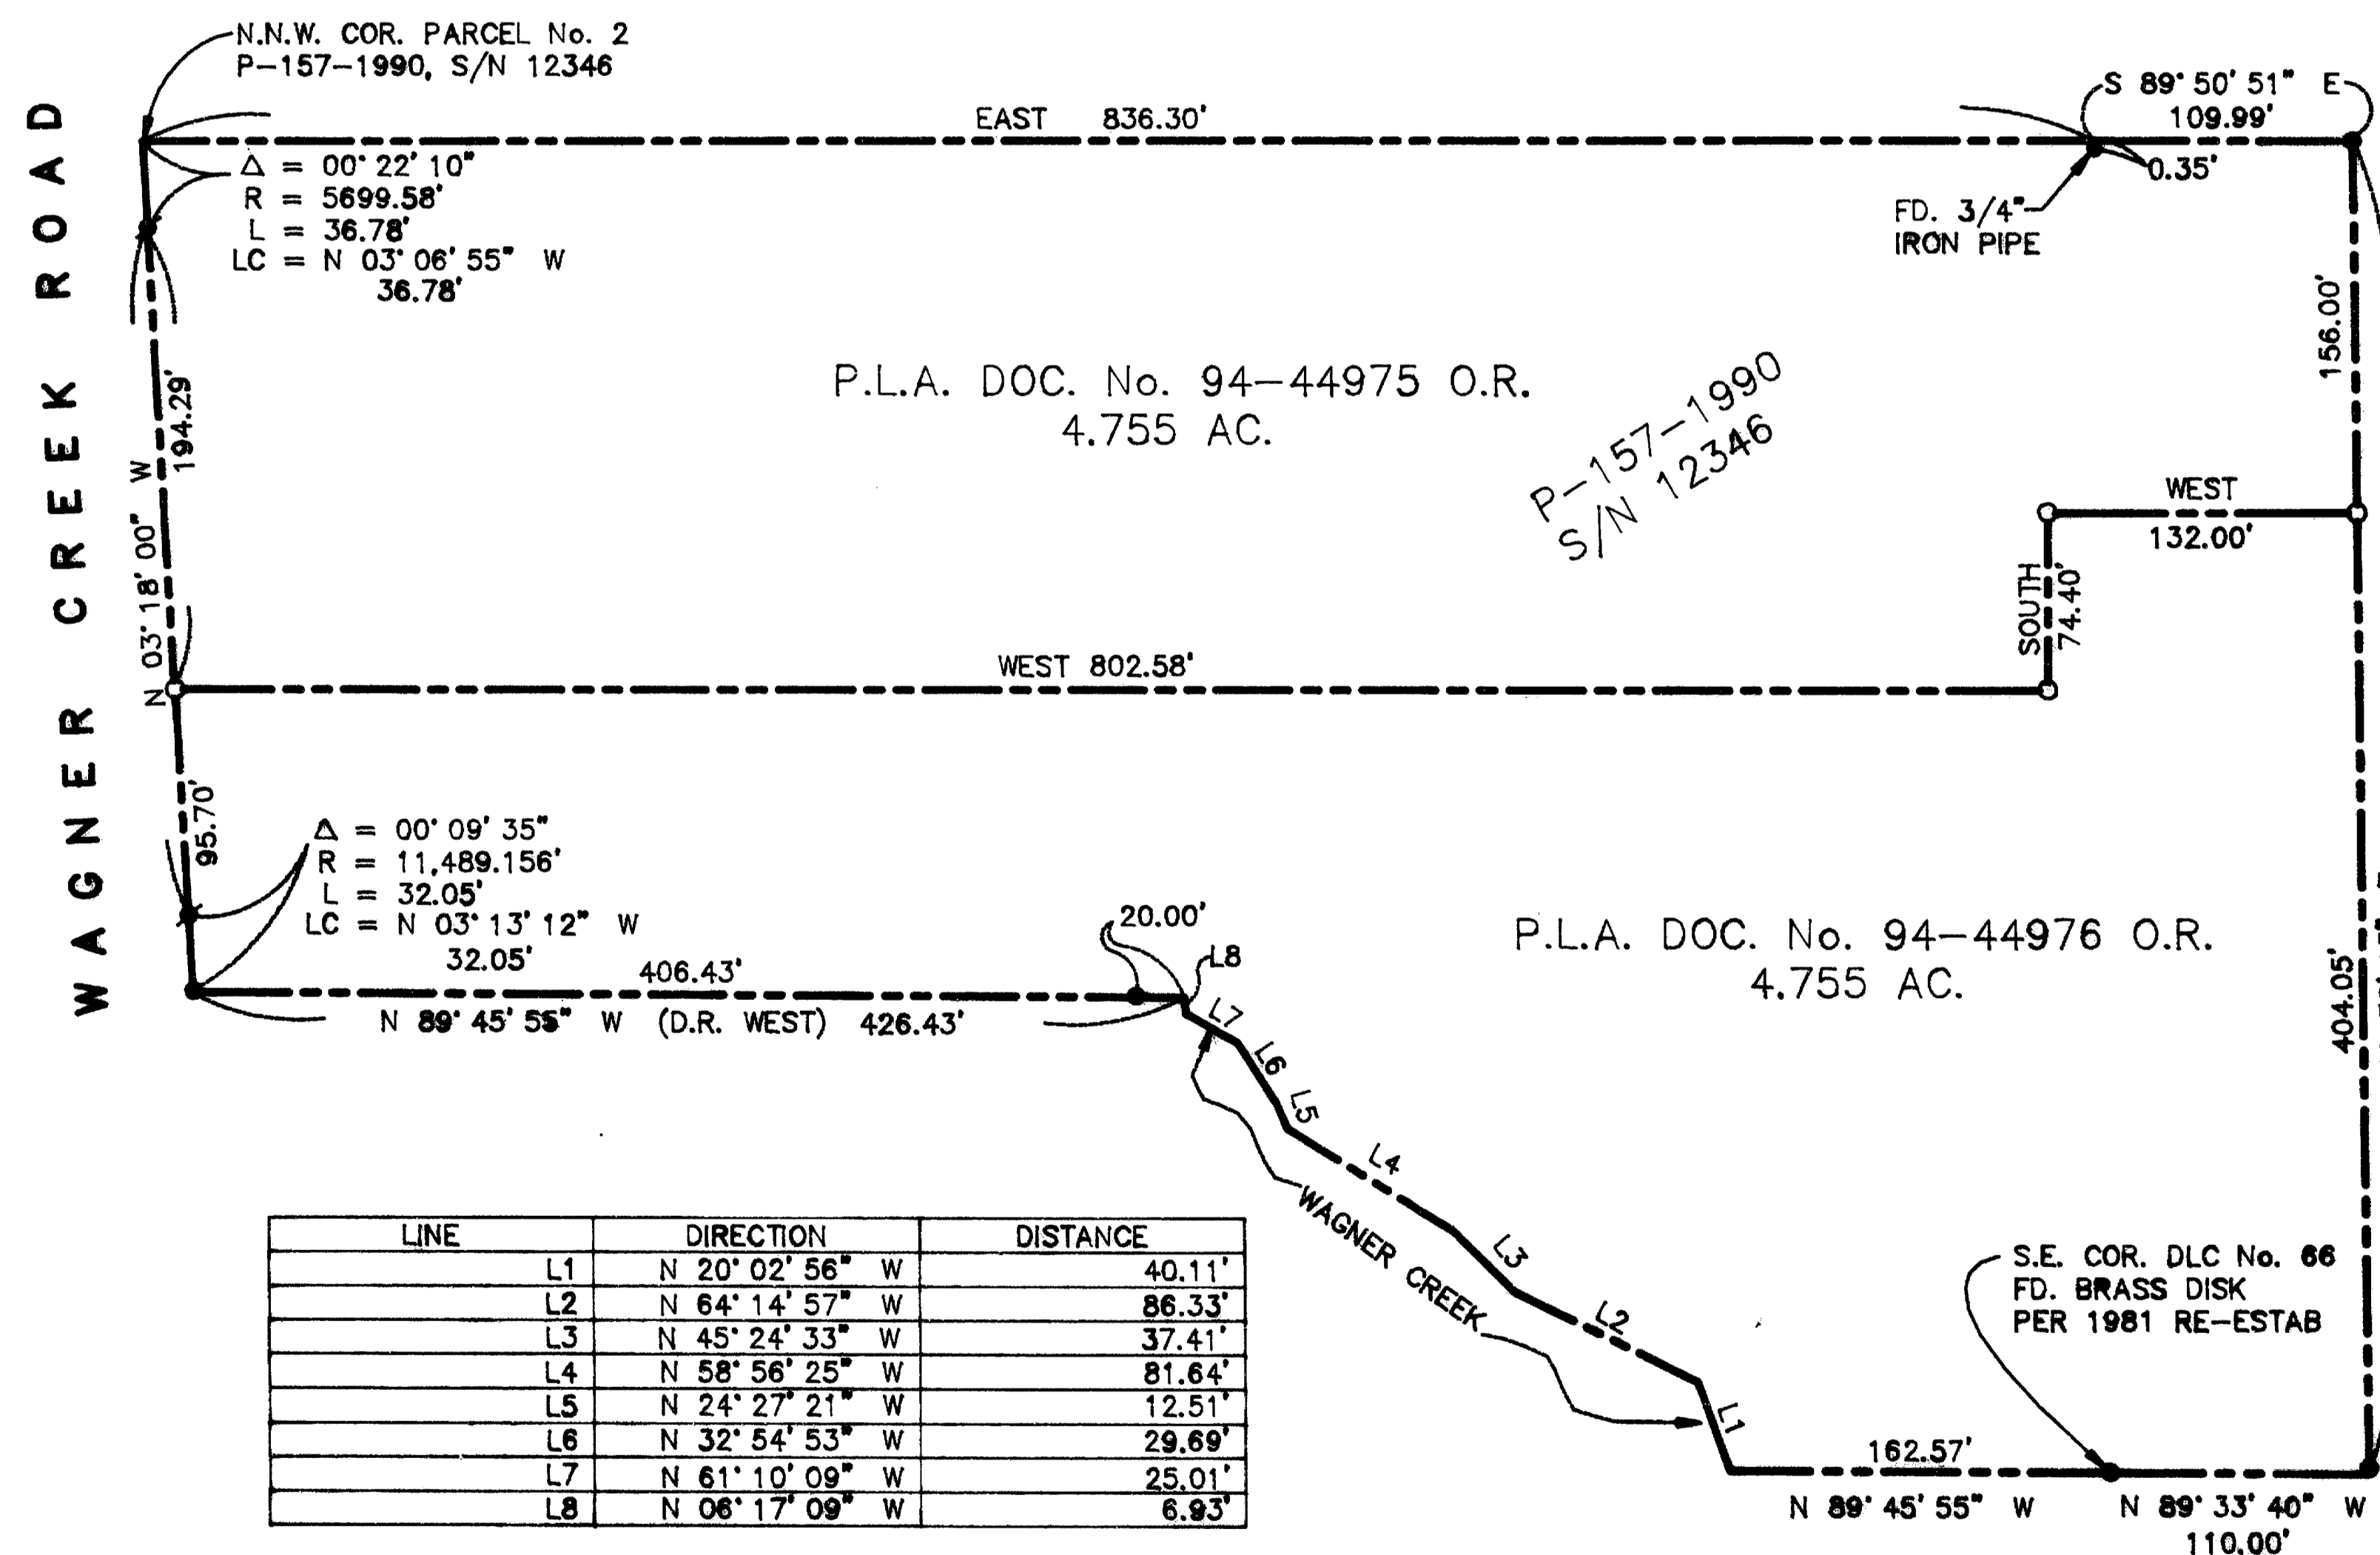 N.N.W. COR. PARCEL No. 2
P-157-1990, S/N 12346
S 89° 50' 51" E
109.99'
EAST 836.30'
0.35'
FD. 3/4"
IRON PIPE
Δ = 00° 22' 10"
R = 5699.58'
L = 36.78'
LC = N 03° 06' 55" W
36.78'
WAGNER CREEK ROAD
N 03° 18' 00" W
194.29'
P.L.A. DOC. No. 94-44975 O.R.
4.755 AC.
P-157-1990
S/N 12346
156.00'
WEST
132.00'
SOUTH
74.40'
WEST 802.58'
95.70'
Δ = 00° 09' 35"
R = 11,489.156'
L = 32.05'
LC = N 03° 13' 12" W
32.05'
406.43'
N 89° 45' 55" W (D.R. WEST) 426.43'
20.00'
L8
L7
L6
L5
L4
L3
L2
L1
WAGNER CREEK
P.L.A. DOC. No. 94-44976 O.R.
4.755 AC.
404.05'
S.E. COR. DLC No. 66
FD. BRASS DISK
PER 1981 RE-ESTAB
162.57'
N 89° 45' 55" W
N 89° 33' 40" W
110.00'
LINE DIRECTION DISTANCE
L1 N 20° 02' 56" W 40.11'
L2 N 64° 14' 57" W 86.33'
L3 N 45° 24' 33" W 37.41'
L4 N 58° 56' 25" W 81.64'
L5 N 24° 27' 21" W 12.51'
L6 N 32° 54' 53" W 29.69'
L7 N 61° 10' 09" W 25.01'
L8 N 06° 17' 09" W 6.93'